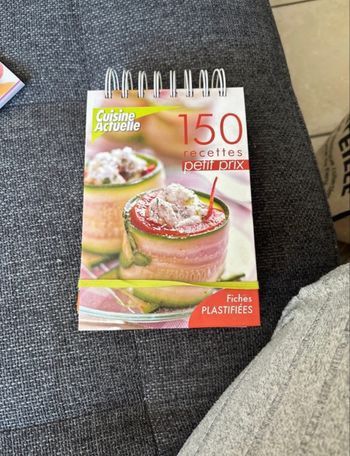 Cuisine
Actuelle
150
recettes
petit prix
Fiches
PLASTIFIÉES